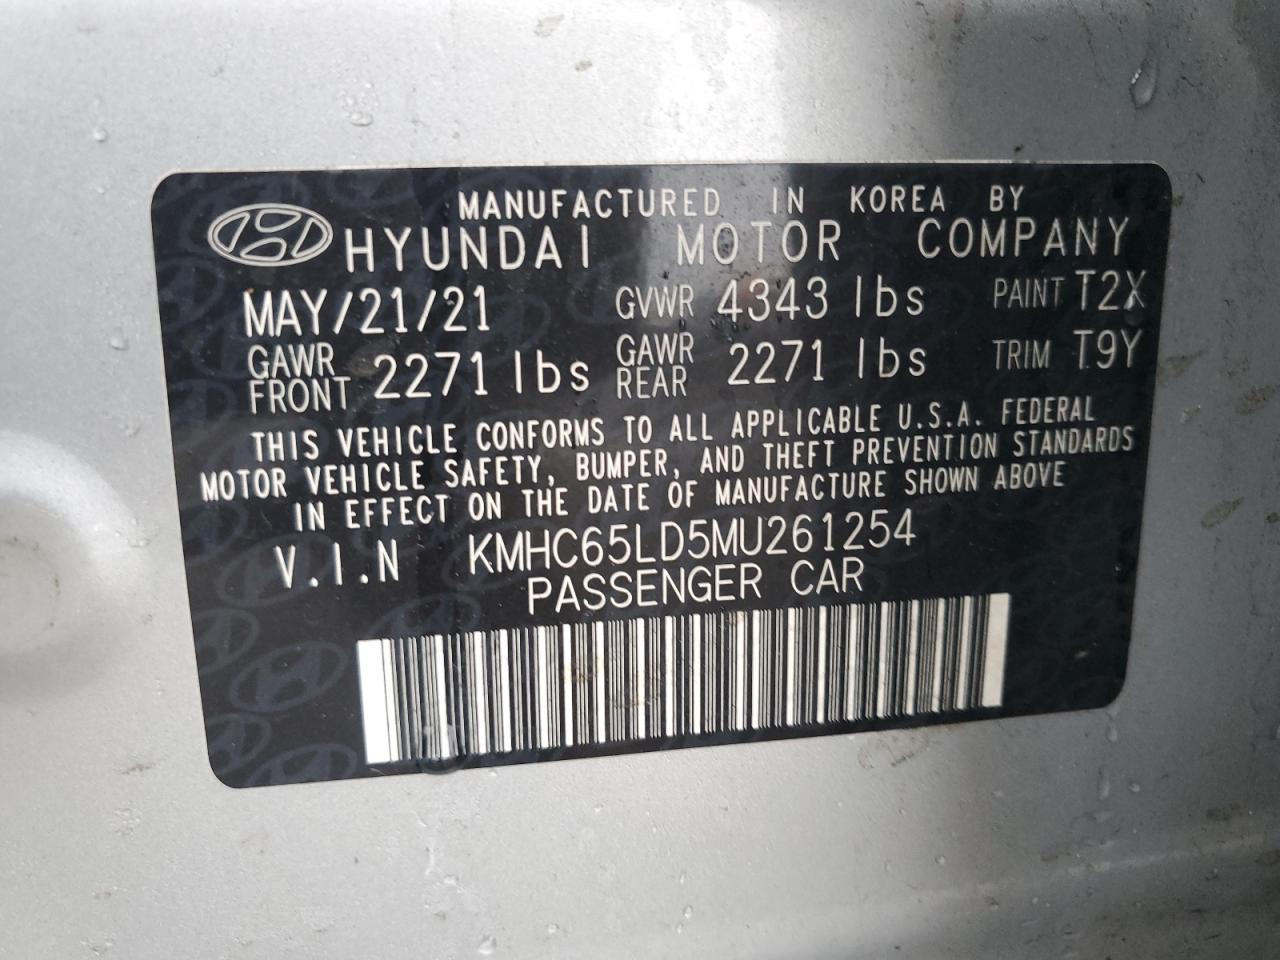 MANUFACTURED IN KOREA BY
HYUNDAI MOTOR COMPANY
MAY/21/21 GVWR 4343 lbs PAINT T2X
GAWR FRONT 2271 lbs GAWR REAR 2271 lbs TRIM T9Y
THIS VEHICLE CONFORMS TO ALL APPLICABLE U.S.A. FEDERAL
MOTOR VEHICLE SAFETY, BUMPER, AND THEFT PREVENTION STANDARDS
IN EFFECT ON THE DATE OF MANUFACTURE SHOWN ABOVE
V.I.N KMHC65LD5MU261254
PASSENGER CAR